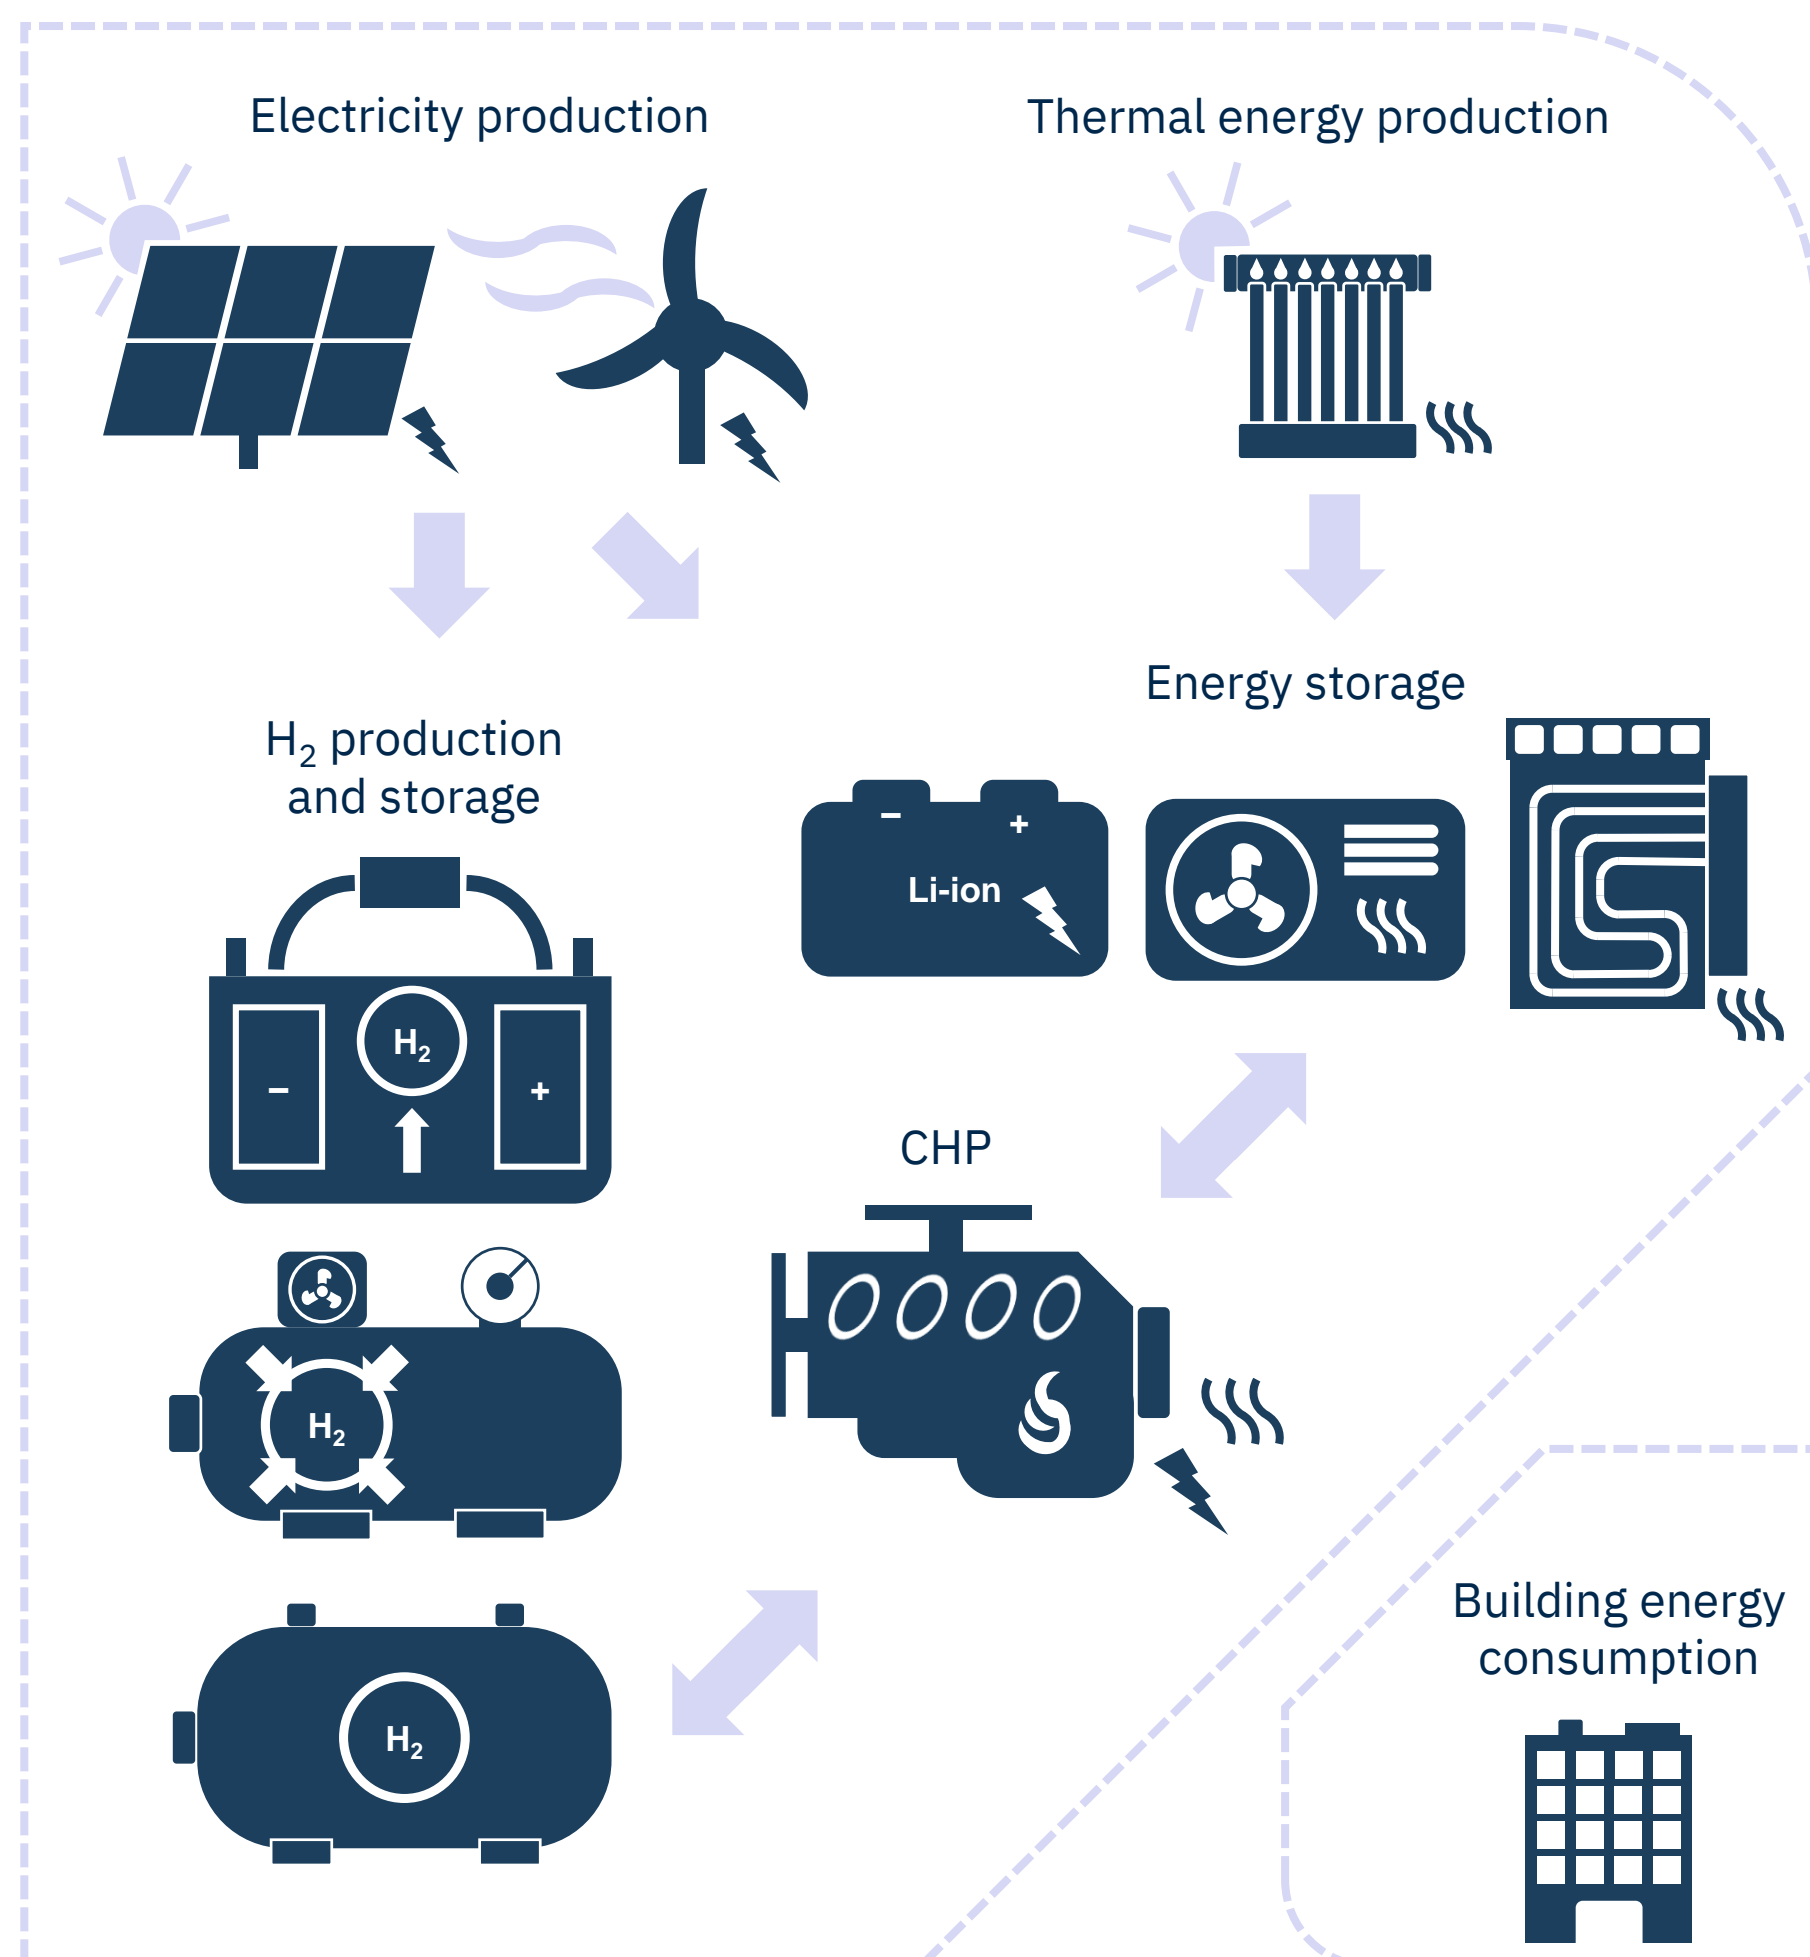 Electricity production
Thermal energy production
Energy storage
H₂ production
and storage
− +
Li-ion
H₂
− +
CHP
H₂
Building energy
consumption
H₂